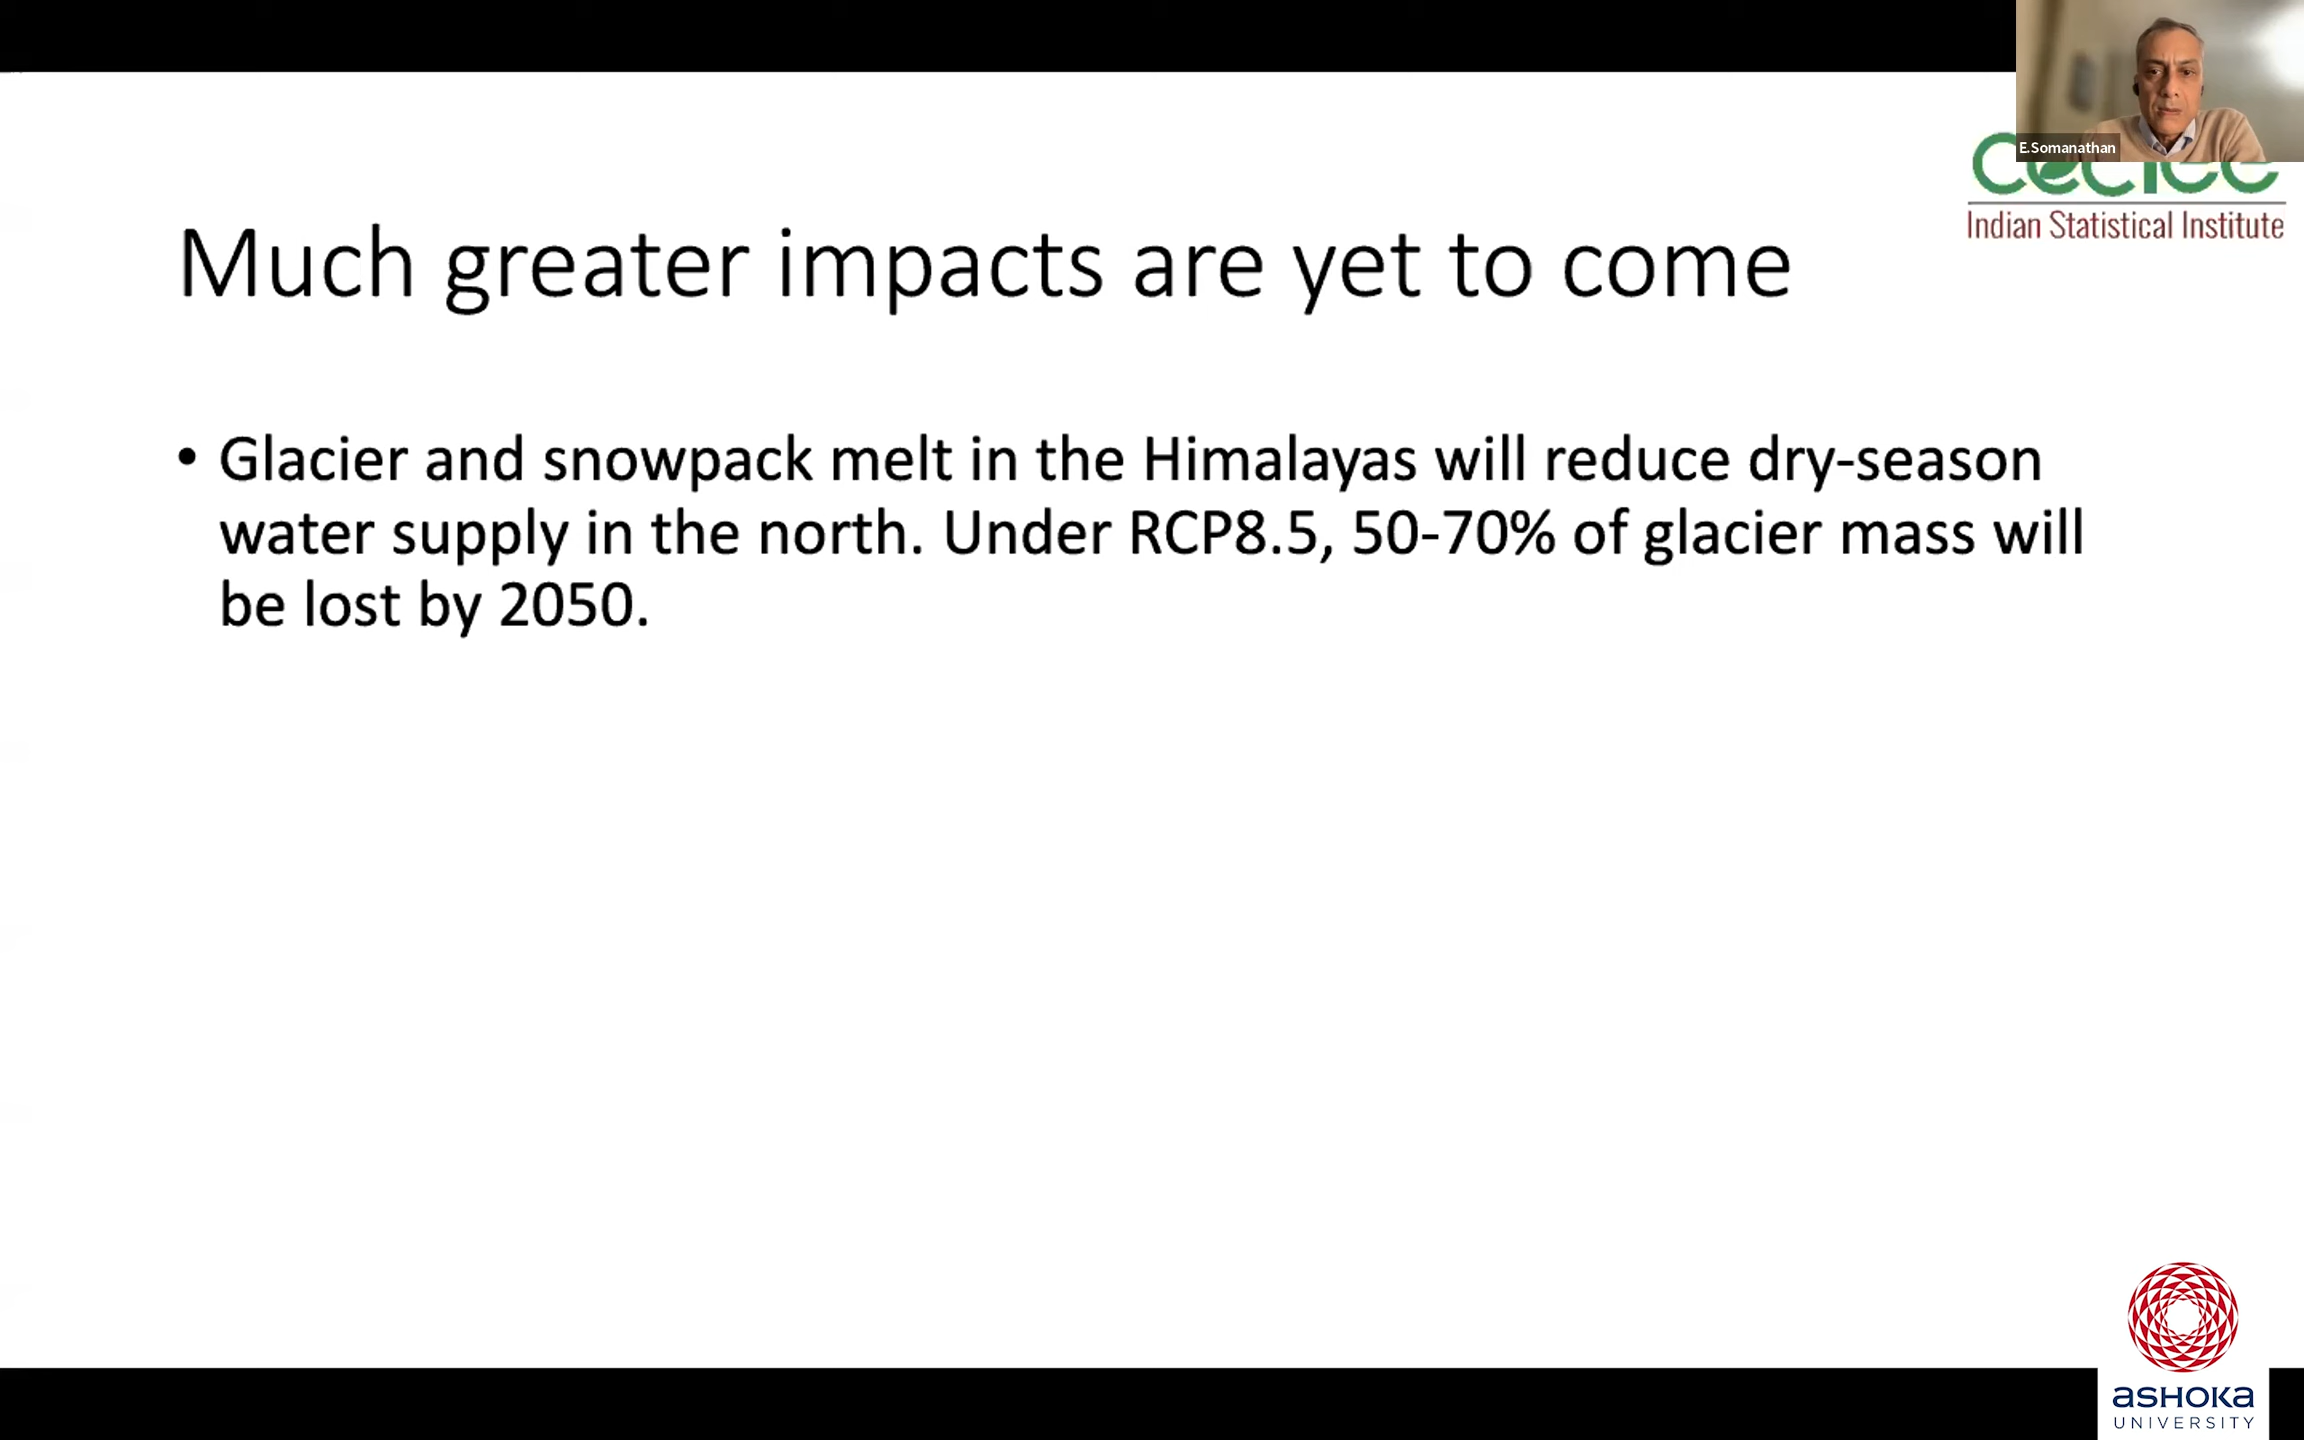 E.Somanathan
Indian Statistical Institute
Much greater impacts are yet to come
• Glacier and snowpack melt in the Himalayas will reduce dry-season
water supply in the north. Under RCP8.5, 50-70% of glacier mass will
be lost by 2050.
ASHOKA
UNIVERSITY